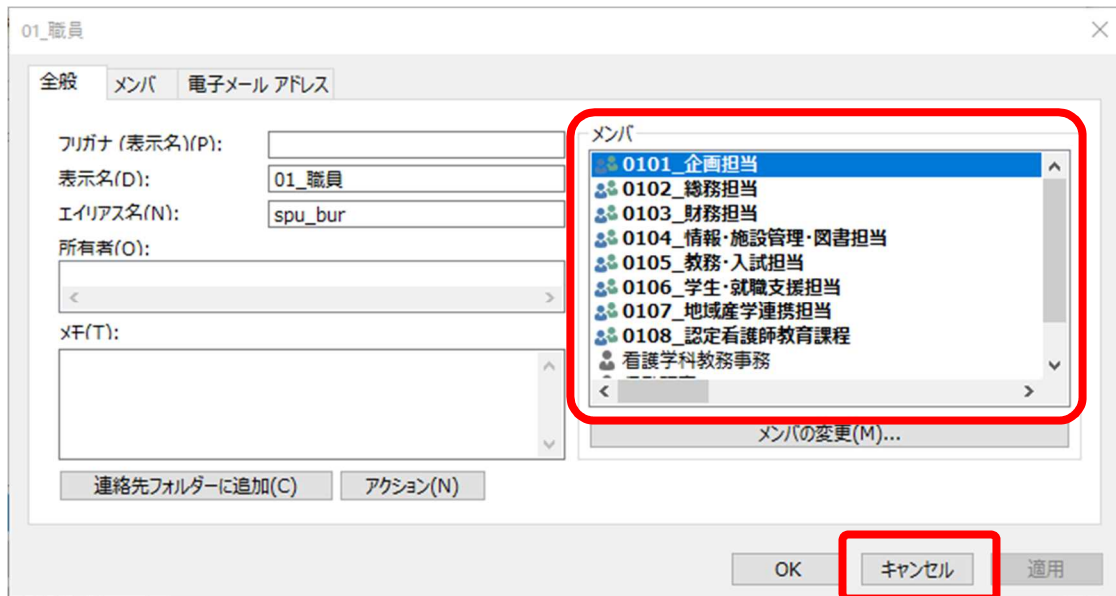 01_職員
全般 メンバ 電子メール アドレス
フリガナ (表示名)(P):
表示名(D): 01_職員
エイリアス名(N): spu_bur
所有者(O):
メモ(T):
連絡先フォルダーに追加(C) アクション(N)
メンバ
0101_企画担当
0102_総務担当
0103_財務担当
0104_情報・施設管理・図書担当
0105_教務・入試担当
0106_学生・就職支援担当
0107_地域産学連携担当
0108_認定看護師教育課程
看護学科教務事務
メンバの変更(M)...
OK キャンセル 適用